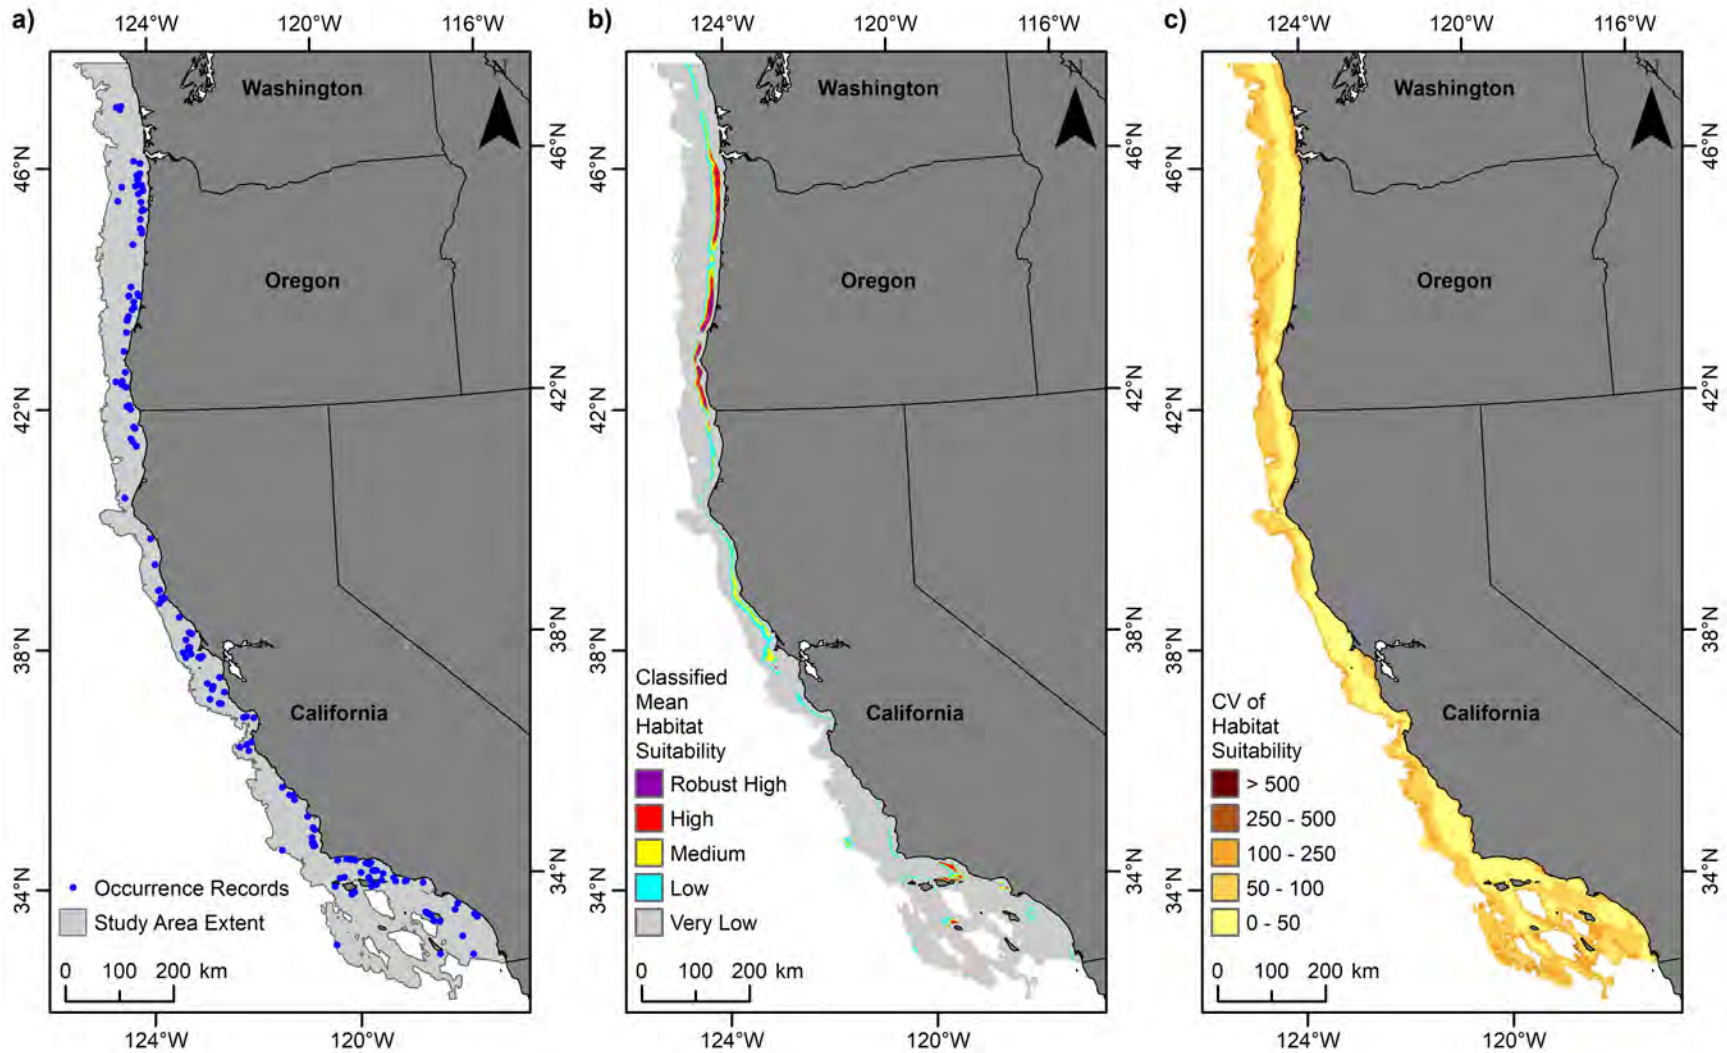 a)
124°W
120°W
116°W
N
Washington
46°N
46°N
Oregon
42°N
42°N
38°N
38°N
California
34°N
34°N
Occurrence Records
Study Area Extent
0 100 200 km
124°W
120°W
b)
124°W
120°W
116°W
N
Washington
46°N
46°N
Oregon
42°N
42°N
38°N
38°N
California
34°N
34°N
Classified
Mean
Habitat
Suitability
Robust High
High
Medium
Low
Very Low
0 100 200 km
124°W
120°W
c)
124°W
120°W
116°W
N
Washington
46°N
46°N
Oregon
42°N
42°N
38°N
38°N
California
34°N
34°N
CV of
Habitat
Suitability
> 500
250 - 500
100 - 250
50 - 100
0 - 50
0 100 200 km
124°W
120°W